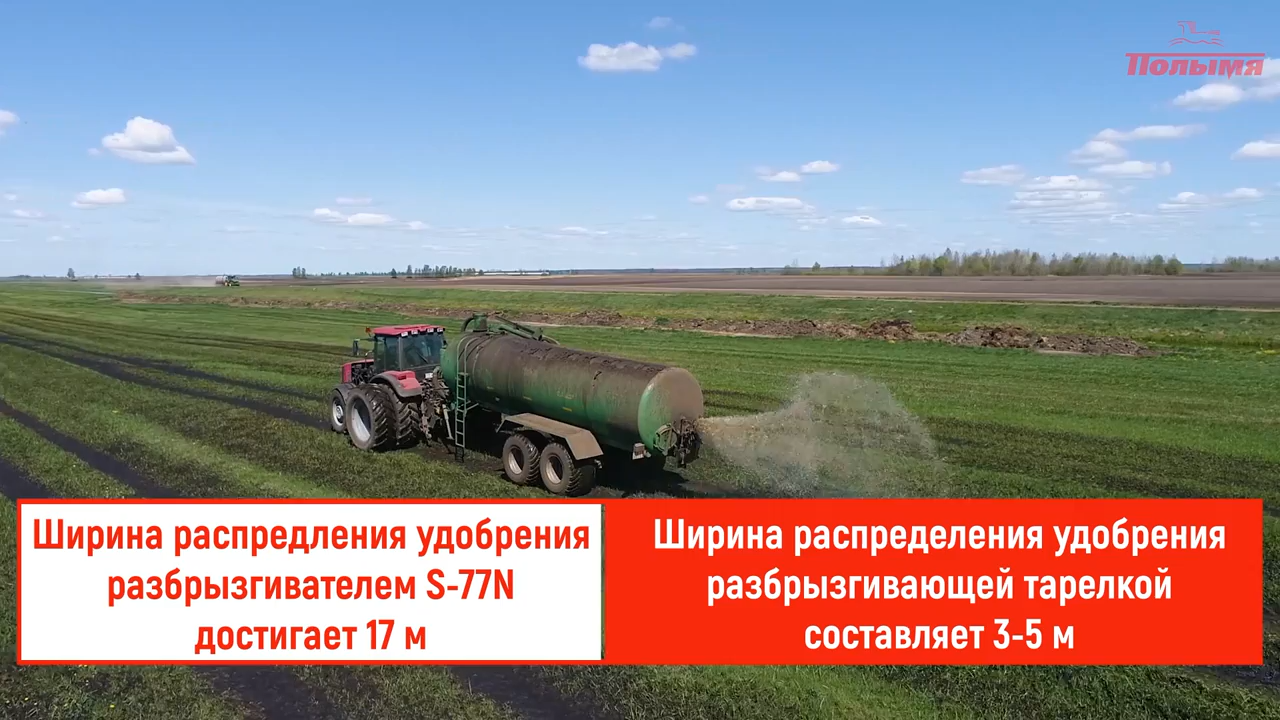 Полымя
Ширина распредления удобрения
разбрызгивателем S-77N
достигает 17 м
Ширина распределения удобрения
разбрызгивающей тарелкой
составляет 3-5 м